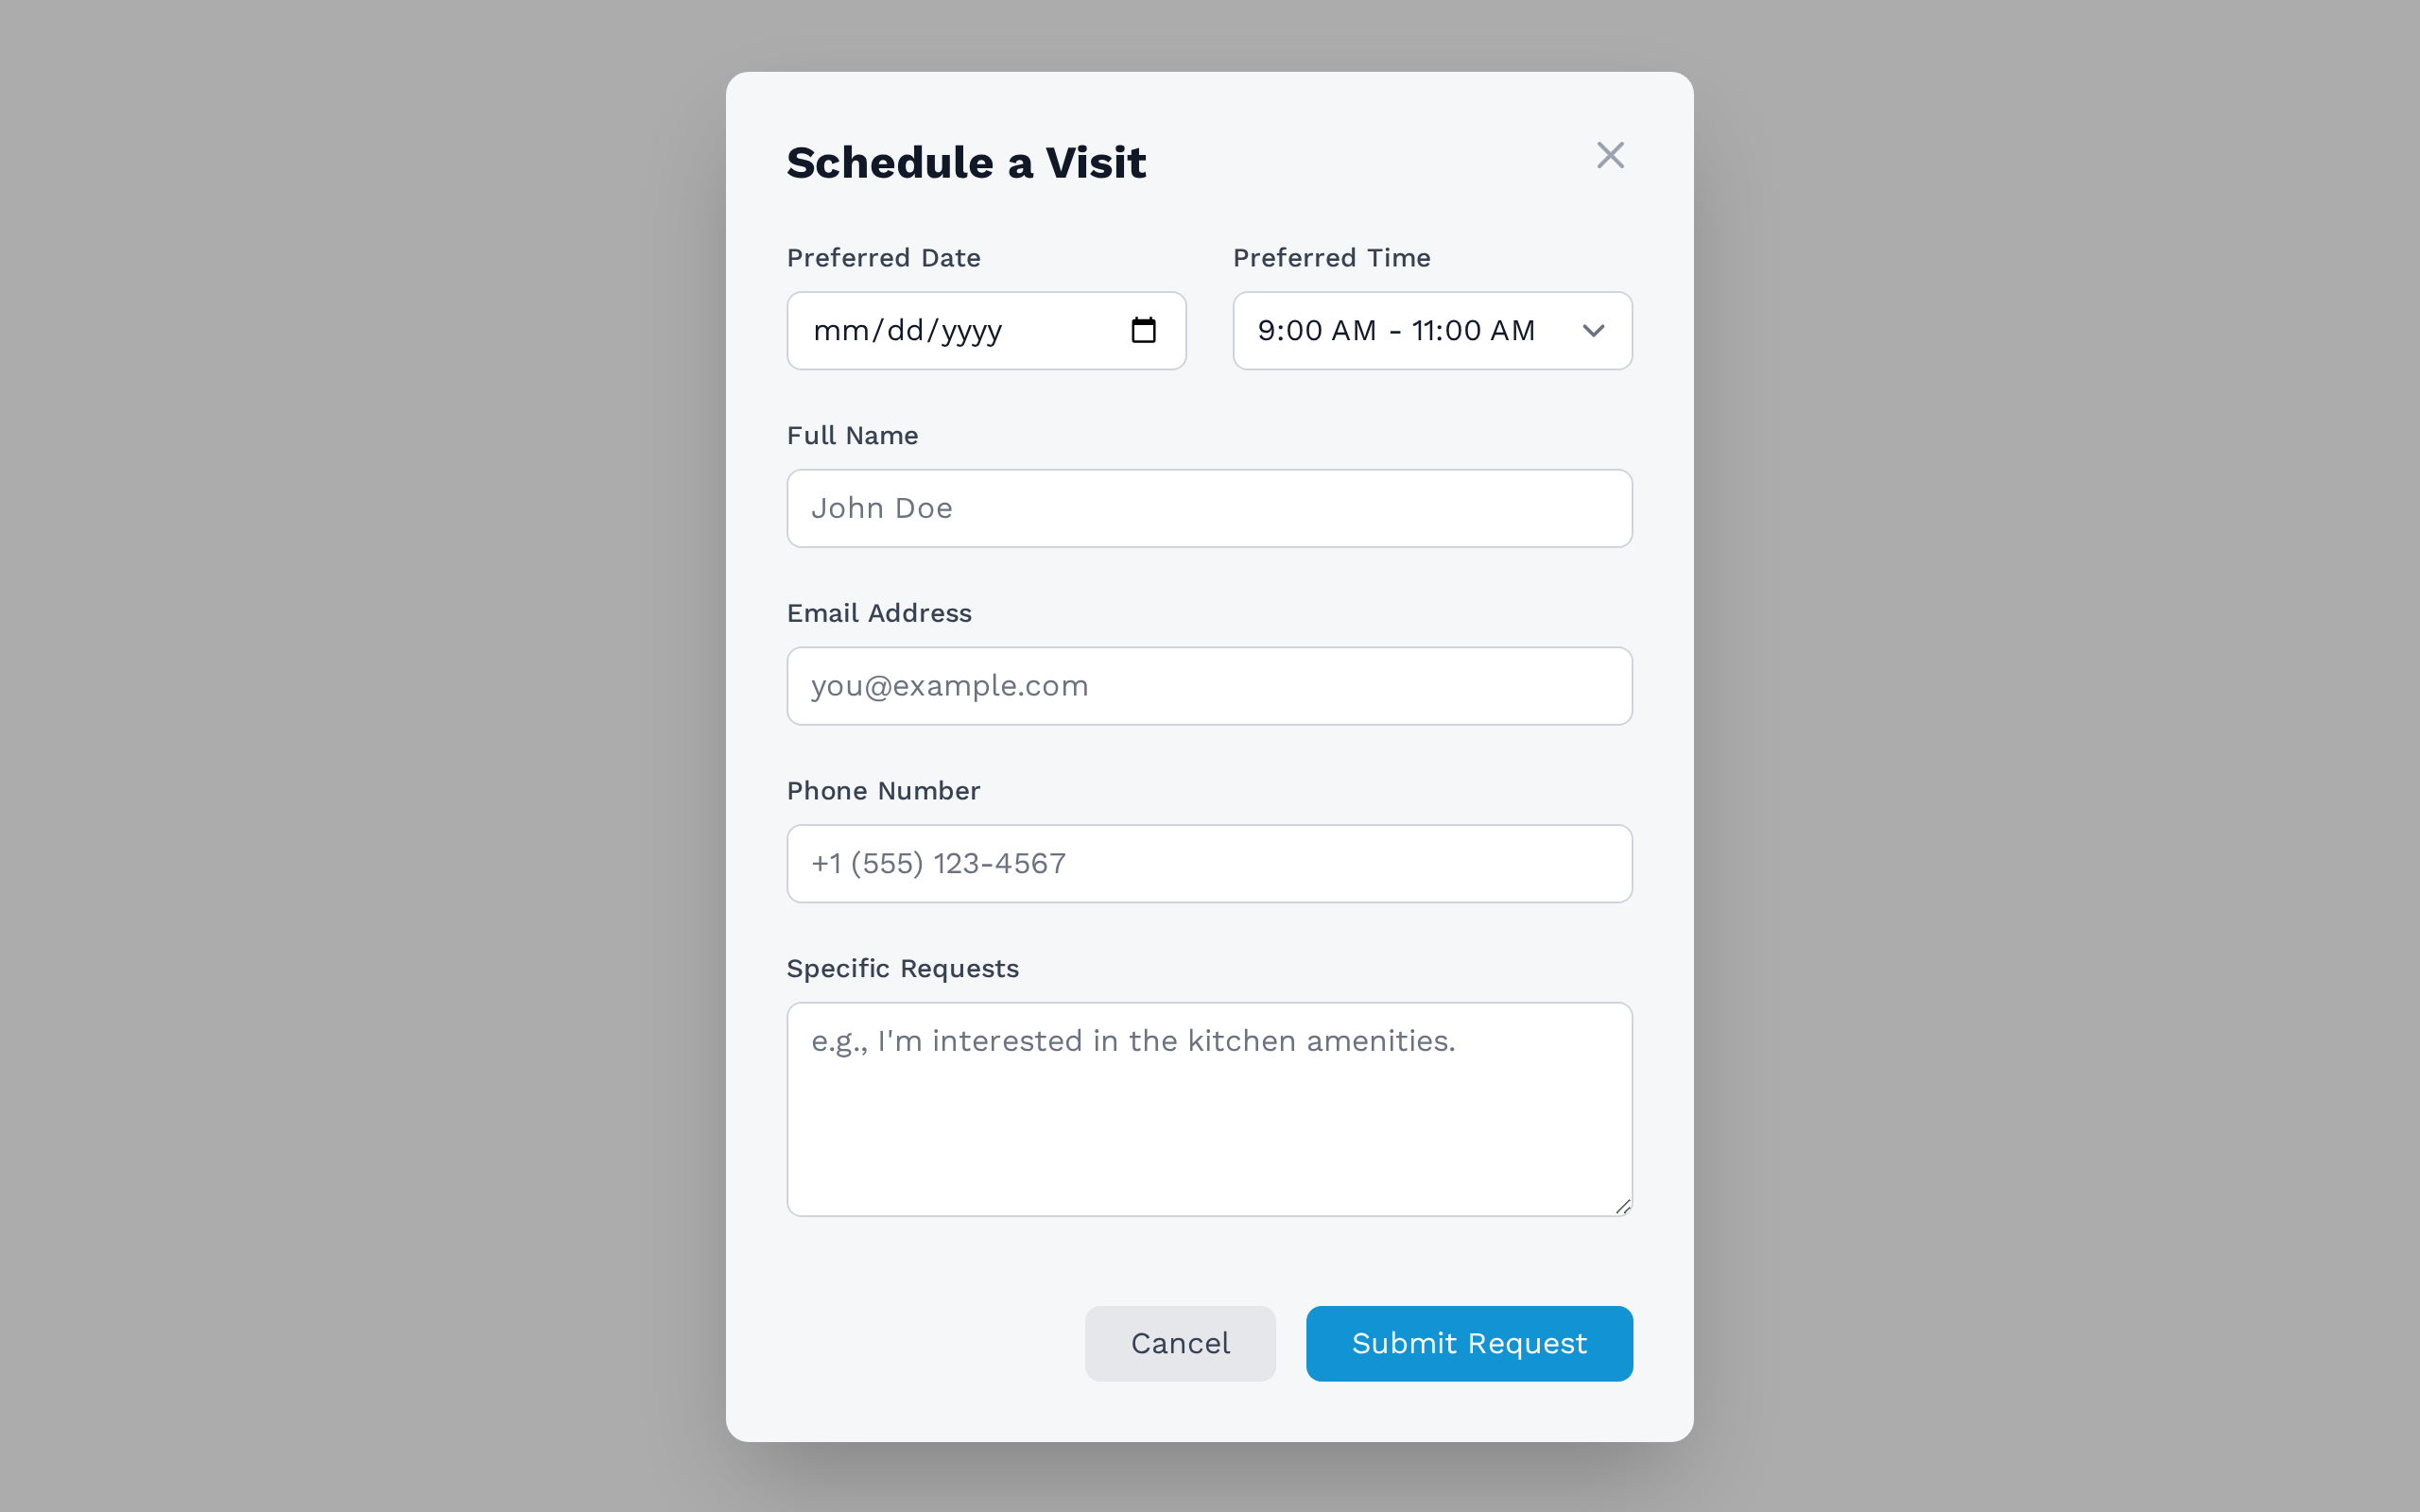 Schedule a Visit
Preferred Date
Preferred Time
mm/dd/yyyy
9:00 AM - 11:00 AM
Full Name
John Doe
Email Address
you@example.com
Phone Number
+1 (555) 123-4567
Specific Requests
e.g., I'm interested in the kitchen amenities.
Cancel
Submit Request